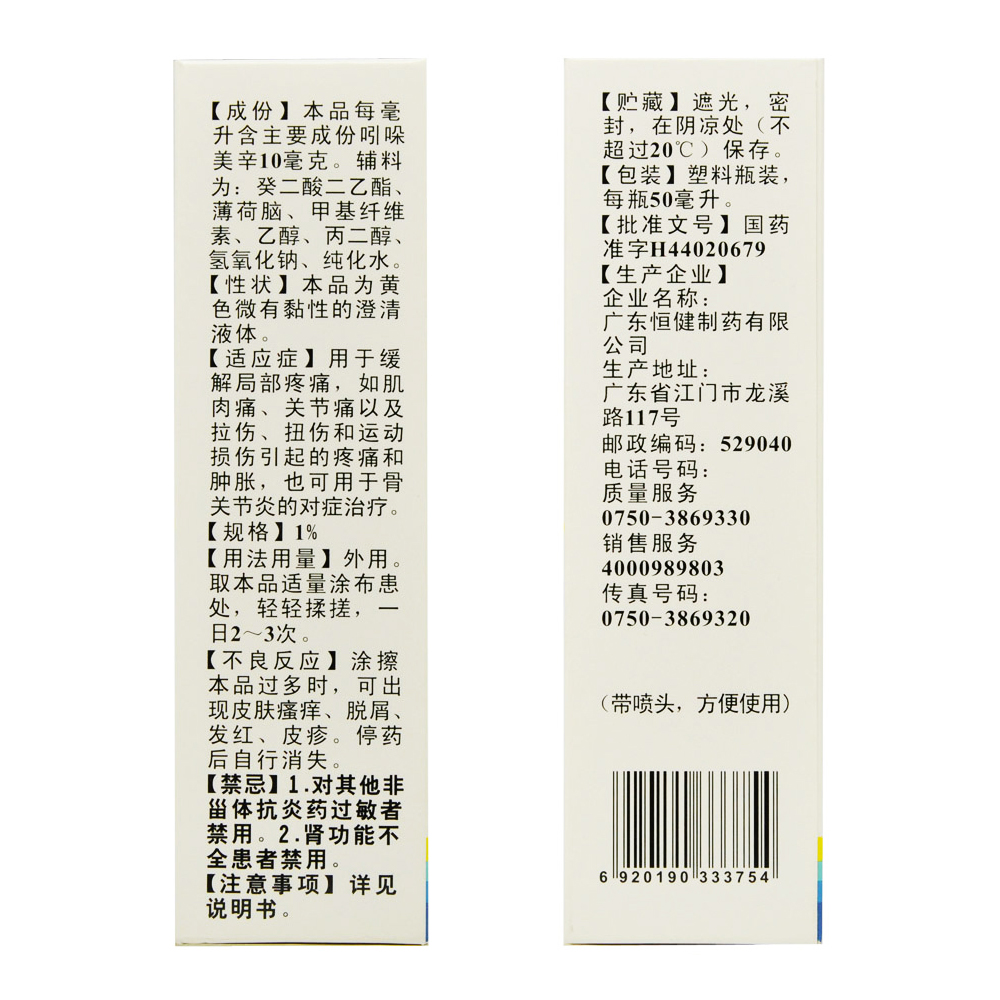 【成份】本品每毫
升含主要成份吲哚
美辛10毫克。辅料
为：癸二酸二乙酯、
薄荷脑、甲基纤维
素、乙醇、丙二醇、
氢氧化钠、纯化水。
【性状】本品为黄
色微有黏性的澄清
液体。
【适应症】用于缓
解局部疼痛，如肌
肉痛、关节痛以及
拉伤、扭伤和运动
损伤引起的疼痛和
肿胀，也可用于骨
关节炎的对症治疗。
【规格】1%
【用法用量】外用。
取本品适量涂布患
处，轻轻揉搓，一
日2～3次。
【不良反应】涂擦
本品过多时，可出
现皮肤瘙痒、脱屑、
发红、皮疹。停药
后自行消失。
【禁忌】1.对其他非
甾体抗炎药过敏者
禁用。2.肾功能不
全患者禁用。
【注意事项】详见
说明书。
【贮藏】遮光，密
封，在阴凉处（不
超过20℃）保存。
【包装】塑料瓶装，
每瓶50毫升。
【批准文号】国药
准字H44020679
【生产企业】
企业名称：
广东恒健制药有限
公司
生产地址：
广东省江门市龙溪
路117号
邮政编码：529040
电话号码：
质量服务
0750-3869330
销售服务
4000989803
传真号码：
0750-3869320
（带喷头，方便使用）
6 920190 333754